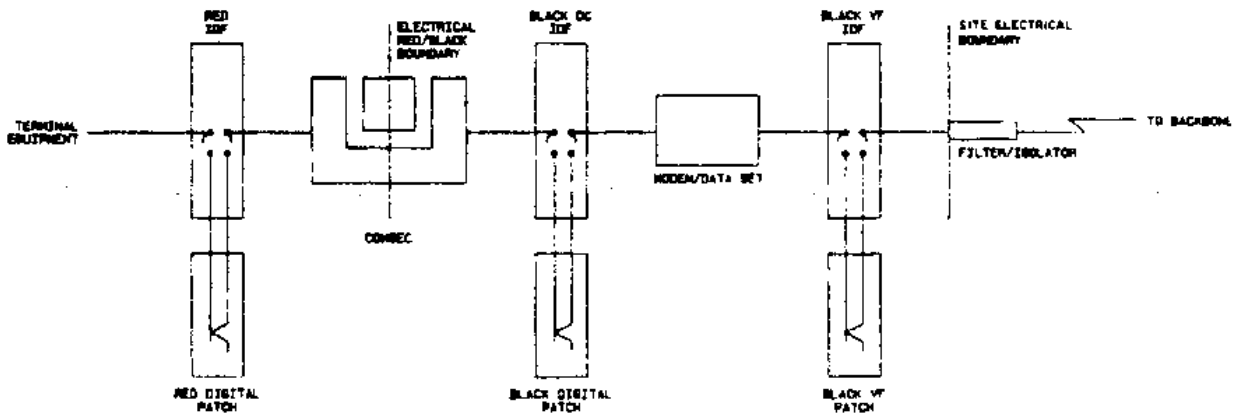 RED
IDF
ELECTRICAL
RED/BLACK
BOUNDARY
BLACK DC
IDF
BLACK VF
IDF
SITE ELECTRICAL
BOUNDARY
TERMINAL
EQUIPMENT
TO BACKBONE
FILTER/ISOLATOR
MODEM/DATA SET
COMSEC
RED DIGITAL
PATCH
BLACK DIGITAL
PATCH
BLACK VF
PATCH